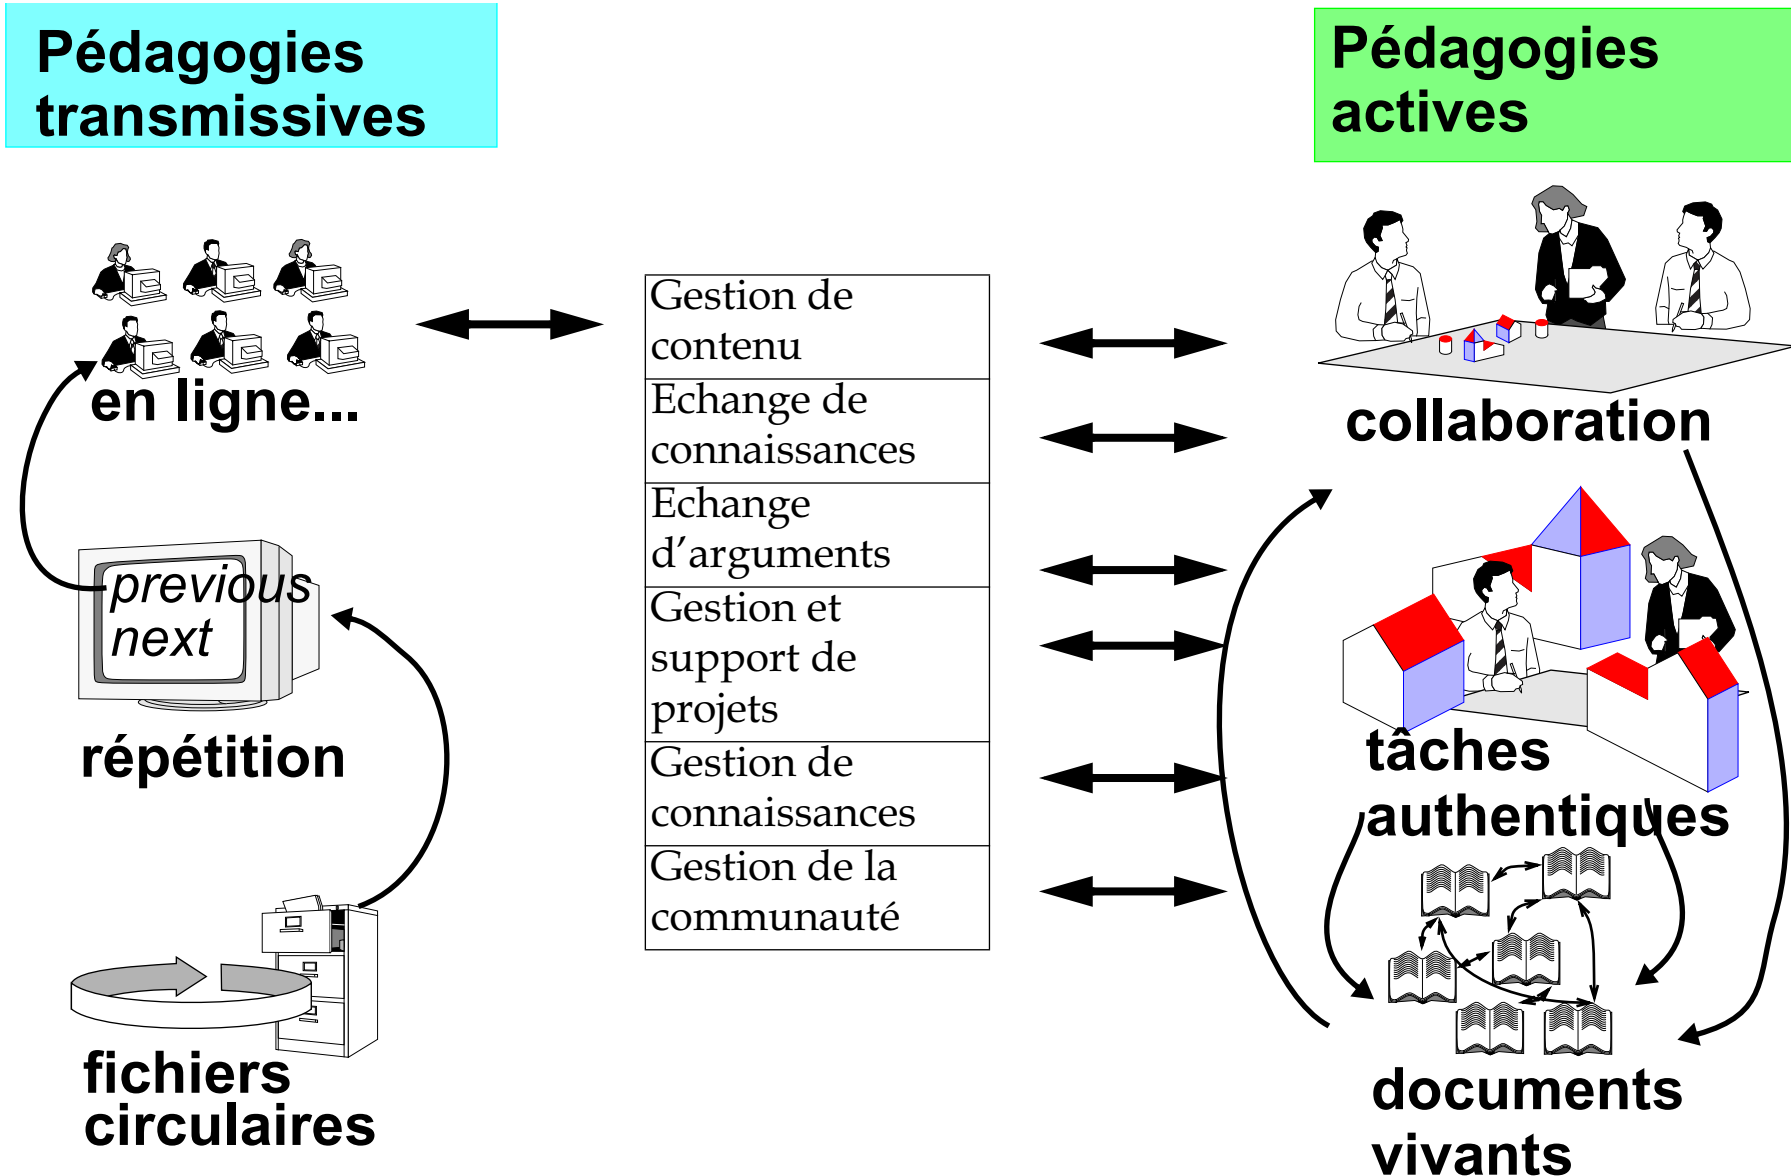 Pédagogies
transmissives
en ligne...
previous
next
répétition
fichiers
circulaires
Gestion de
contenu
Echange de
connaissances
Echange
d’arguments
Gestion et
support de
projets
Gestion de
connaissances
Gestion de la
communauté
Pédagogies
actives
collaboration
tâches
authentiques
documents
vivants